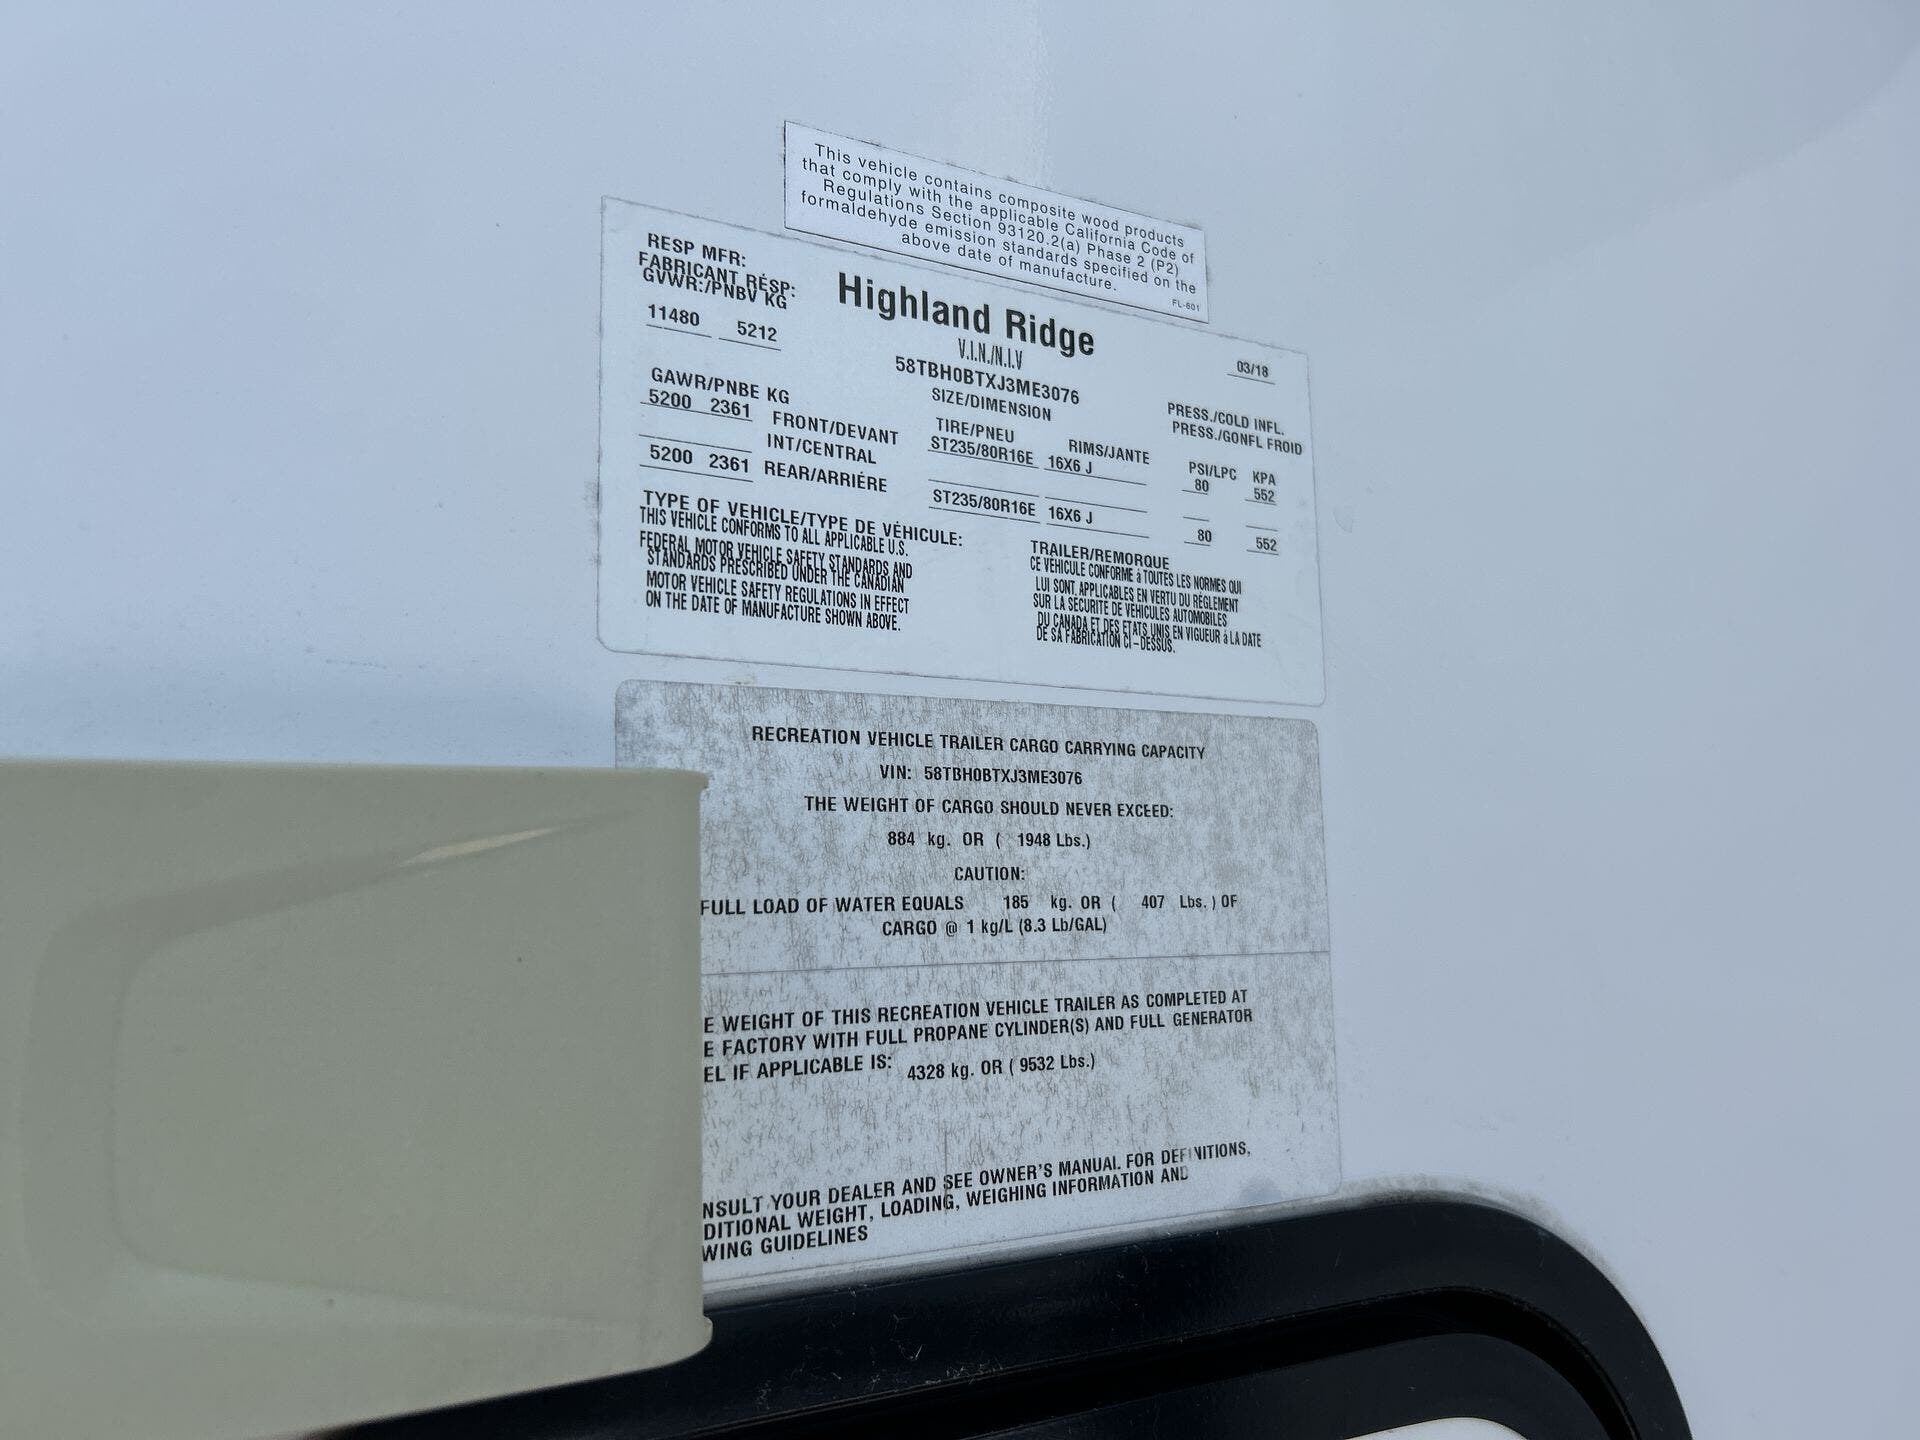 This vehicle contains composite wood products
that comply with the applicable California Code of
Regulations Section 93120.2(a) Phase 2 (P2)
formaldehyde emission standards specified on the
above date of manufacture.
FL-601
RESP MFR:
FABRICANT RÉSP:
GVWR:/PNBV KG
11480 5212
Highland Ridge
V.I.N./N.I.V
58TBH0BTXJ3ME3076
03/18
SIZE/DIMENSION
GAWR/PNBE KG
TIRE/PNEU RIMS/JANTE
PRESS./COLD INFL.
PRESS./GONFL FROID
PSI/LPC KPA
5200 2361 FRONT/DEVANT ST235/80R16E 16X6 J 80 552
INT/CENTRAL
5200 2361 REAR/ARRIÉRE ST235/80R16E 16X6 J 80 552
TYPE OF VEHICLE/TYPE DE VÉHICULE:
THIS VEHICLE CONFORMS TO ALL APPLICABLE U.S.
FEDERAL MOTOR VEHICLE SAFETY STANDARDS AND
STANDARDS PRESCRIBED UNDER THE CANADIAN
MOTOR VEHICLE SAFETY REGULATIONS IN EFFECT
ON THE DATE OF MANUFACTURE SHOWN ABOVE.
TRAILER/REMORQUE
CE VÉHICULE CONFORME à TOUTES LES NORMES QUI
LUI SONT APPLICABLES EN VERTU DU RÉGLEMENT
SUR LA SÉCURITÉ DE VÉHICULES AUTOMOBILES
DU CANADA ET DES ÉTATS UNIS EN VIGUEUR à LA DATE
DE SA FABRICATION CI-DESSUS.
RECREATION VEHICLE TRAILER CARGO CARRYING CAPACITY
VIN: 58TBH0BTXJ3ME3076
THE WEIGHT OF CARGO SHOULD NEVER EXCEED:
884 kg. OR ( 1948 Lbs.)
CAUTION:
FULL LOAD OF WATER EQUALS 185 kg. OR ( 407 Lbs. ) OF
CARGO @ 1 kg/L (8.3 Lb/GAL)
E WEIGHT OF THIS RECREATION VEHICLE TRAILER AS COMPLETED AT
E FACTORY WITH FULL PROPANE CYLINDER(S) AND FULL GENERATOR
EL IF APPLICABLE IS: 4328 kg. OR ( 9532 Lbs.)
NSULT YOUR DEALER AND SEE OWNER'S MANUAL FOR DEFINITIONS,
DITIONAL WEIGHT, LOADING, WEIGHING INFORMATION AND
WING GUIDELINES